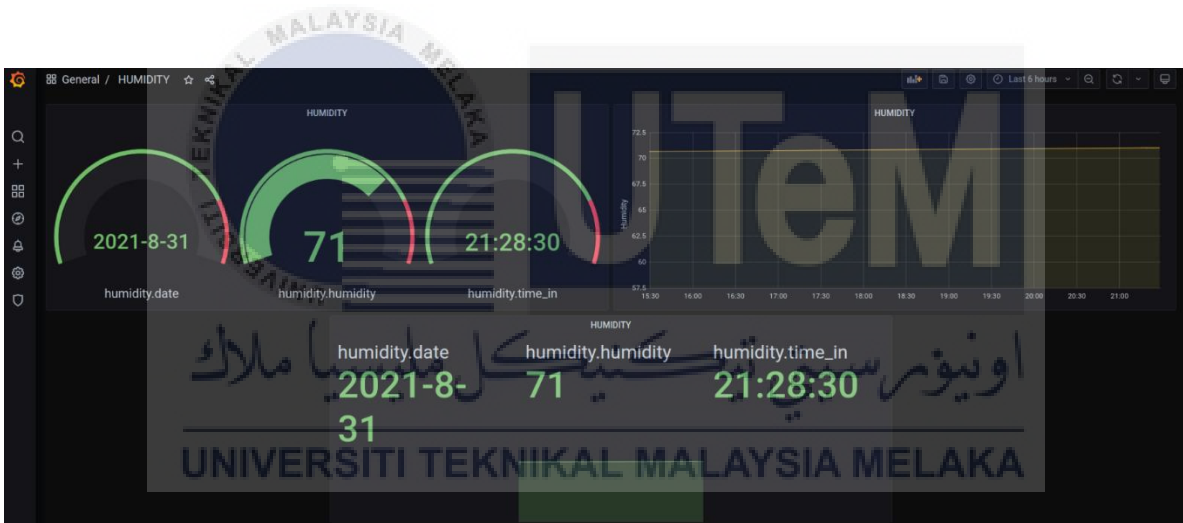 UNIVERSITI TEKNIKAL MALAYSIA MELAKA
UTeM
General / HUMIDITY
Last 6 hours
HUMIDITY
2021-8-31
71
21:28:30
humidity.date
humidity.humidity
humidity.time_in
HUMIDITY
Humidity
72.5
70
67.5
65
62.5
60
57.5
15:30 16:00 16:30 17:00 17:30 18:00 18:30 19:00 19:30 20:00 20:30 21:00
HUMIDITY
humidity.date humidity.humidity humidity.time_in
2021-8- 71 21:28:30
31
اونيۏرسيتي تيكنيكل مليسيا ملاك
UNIVERSITI TEKNIKAL MALAYSIA MELAKA